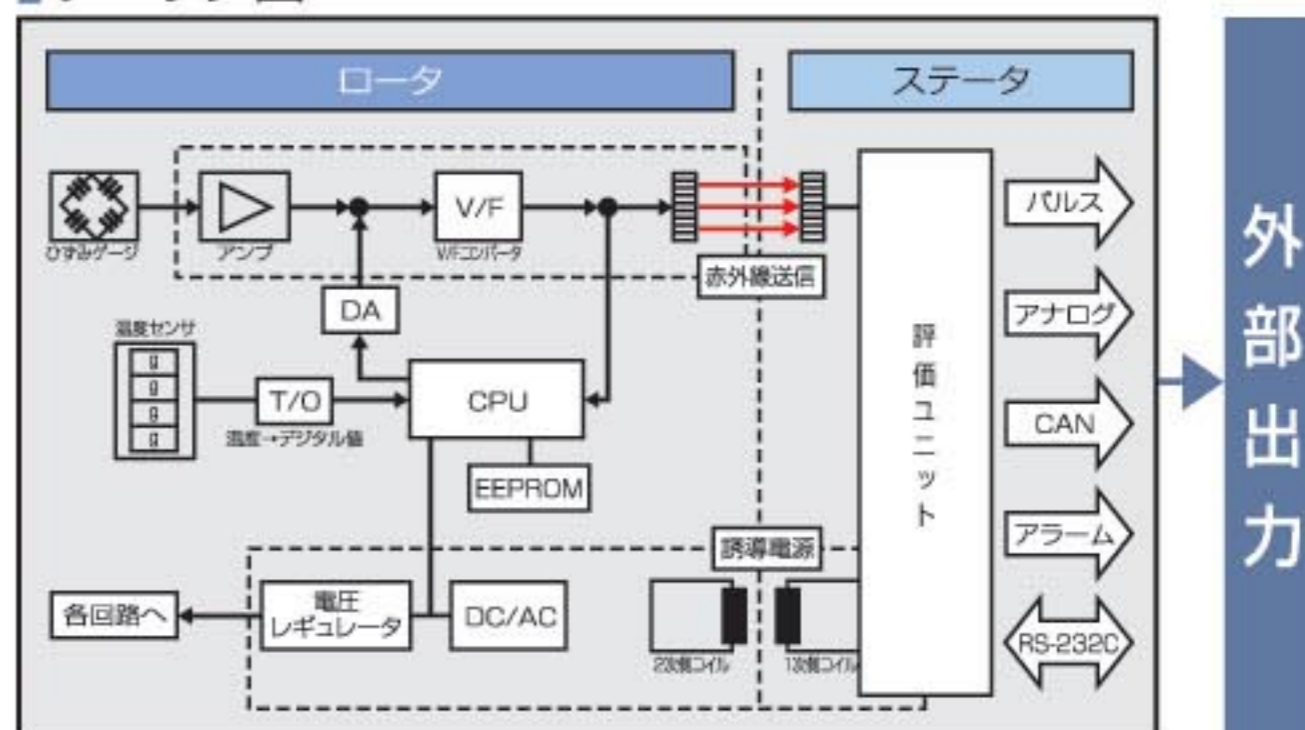 ロータ
ステータ
ひずみゲージ
アンプ
V/F
V/Fコンバータ
赤外線送信
DA
温度センサ
T/O
温度→デジタル値
CPU
EEPROM
誘導電源
各回路へ
電圧
レギュレータ
DC/AC
2次側コイル
1次側コイル
評価ユニット
パルス
アナログ
CAN
アラーム
RS-232C
外部出力